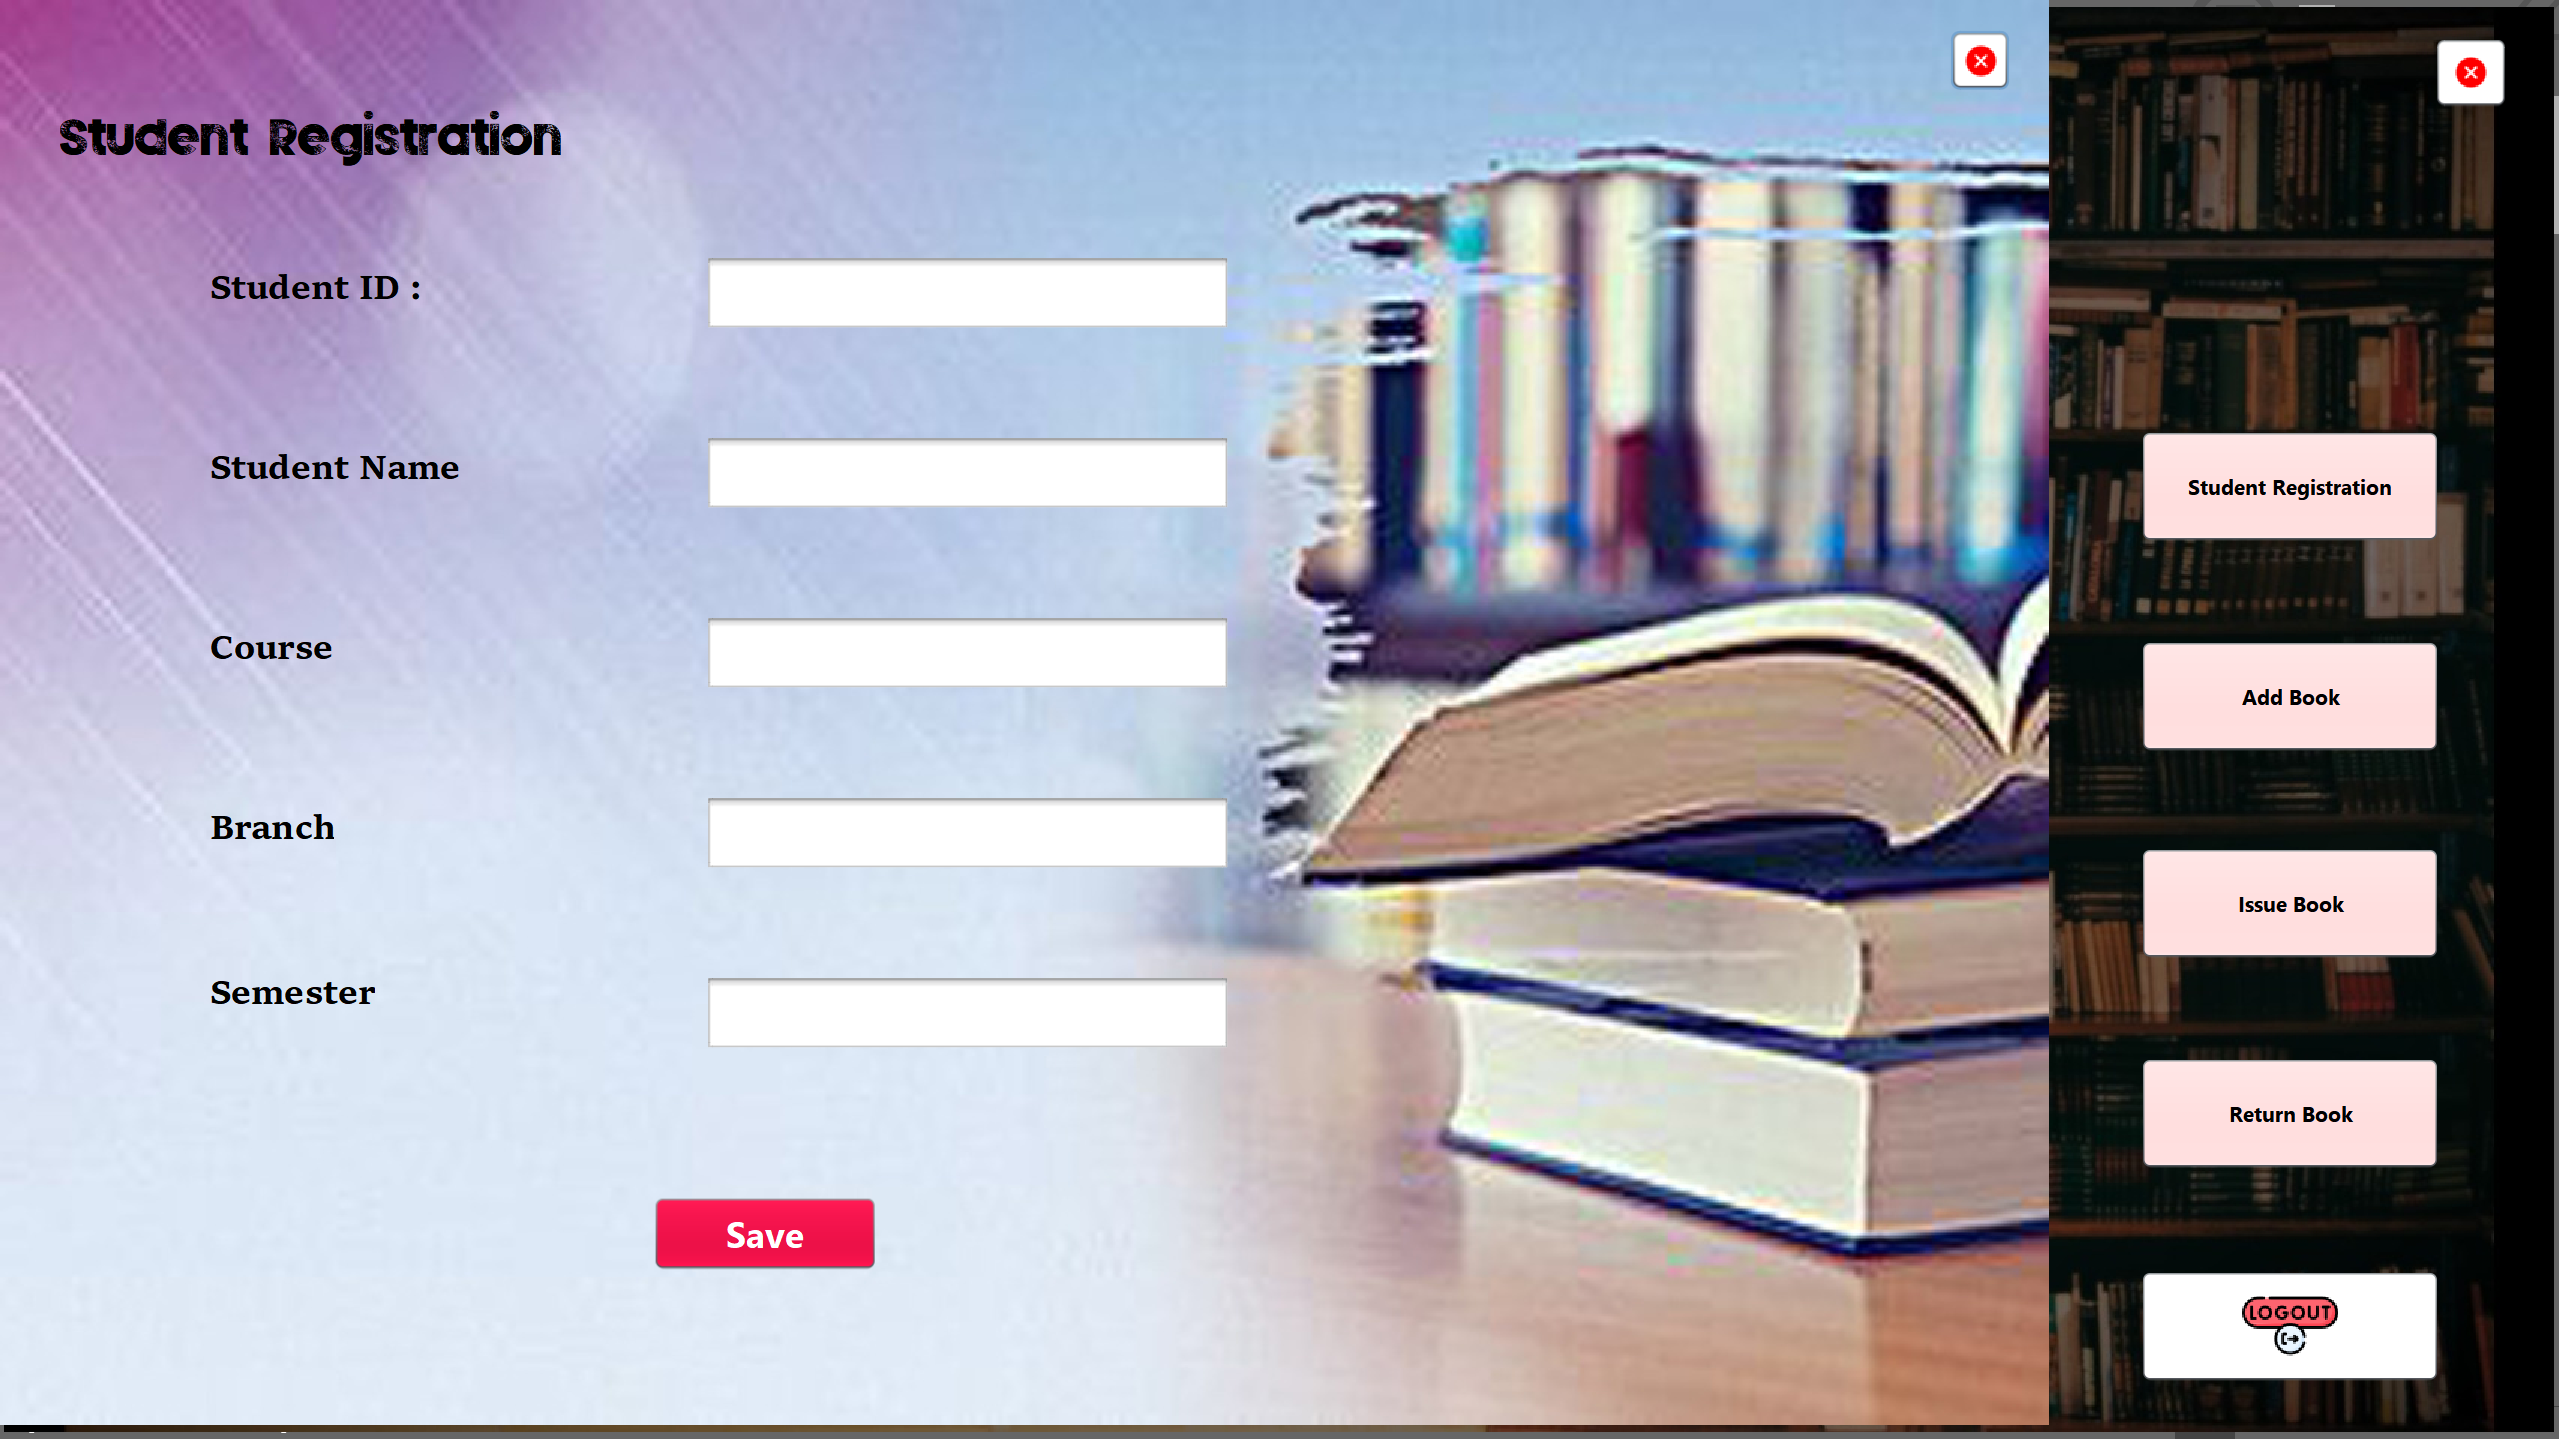 Student Registration
Student ID :
Student Name
Course
Branch
Semester
Save
Student Registration
Add Book
Issue Book
Return Book
LOGOUT